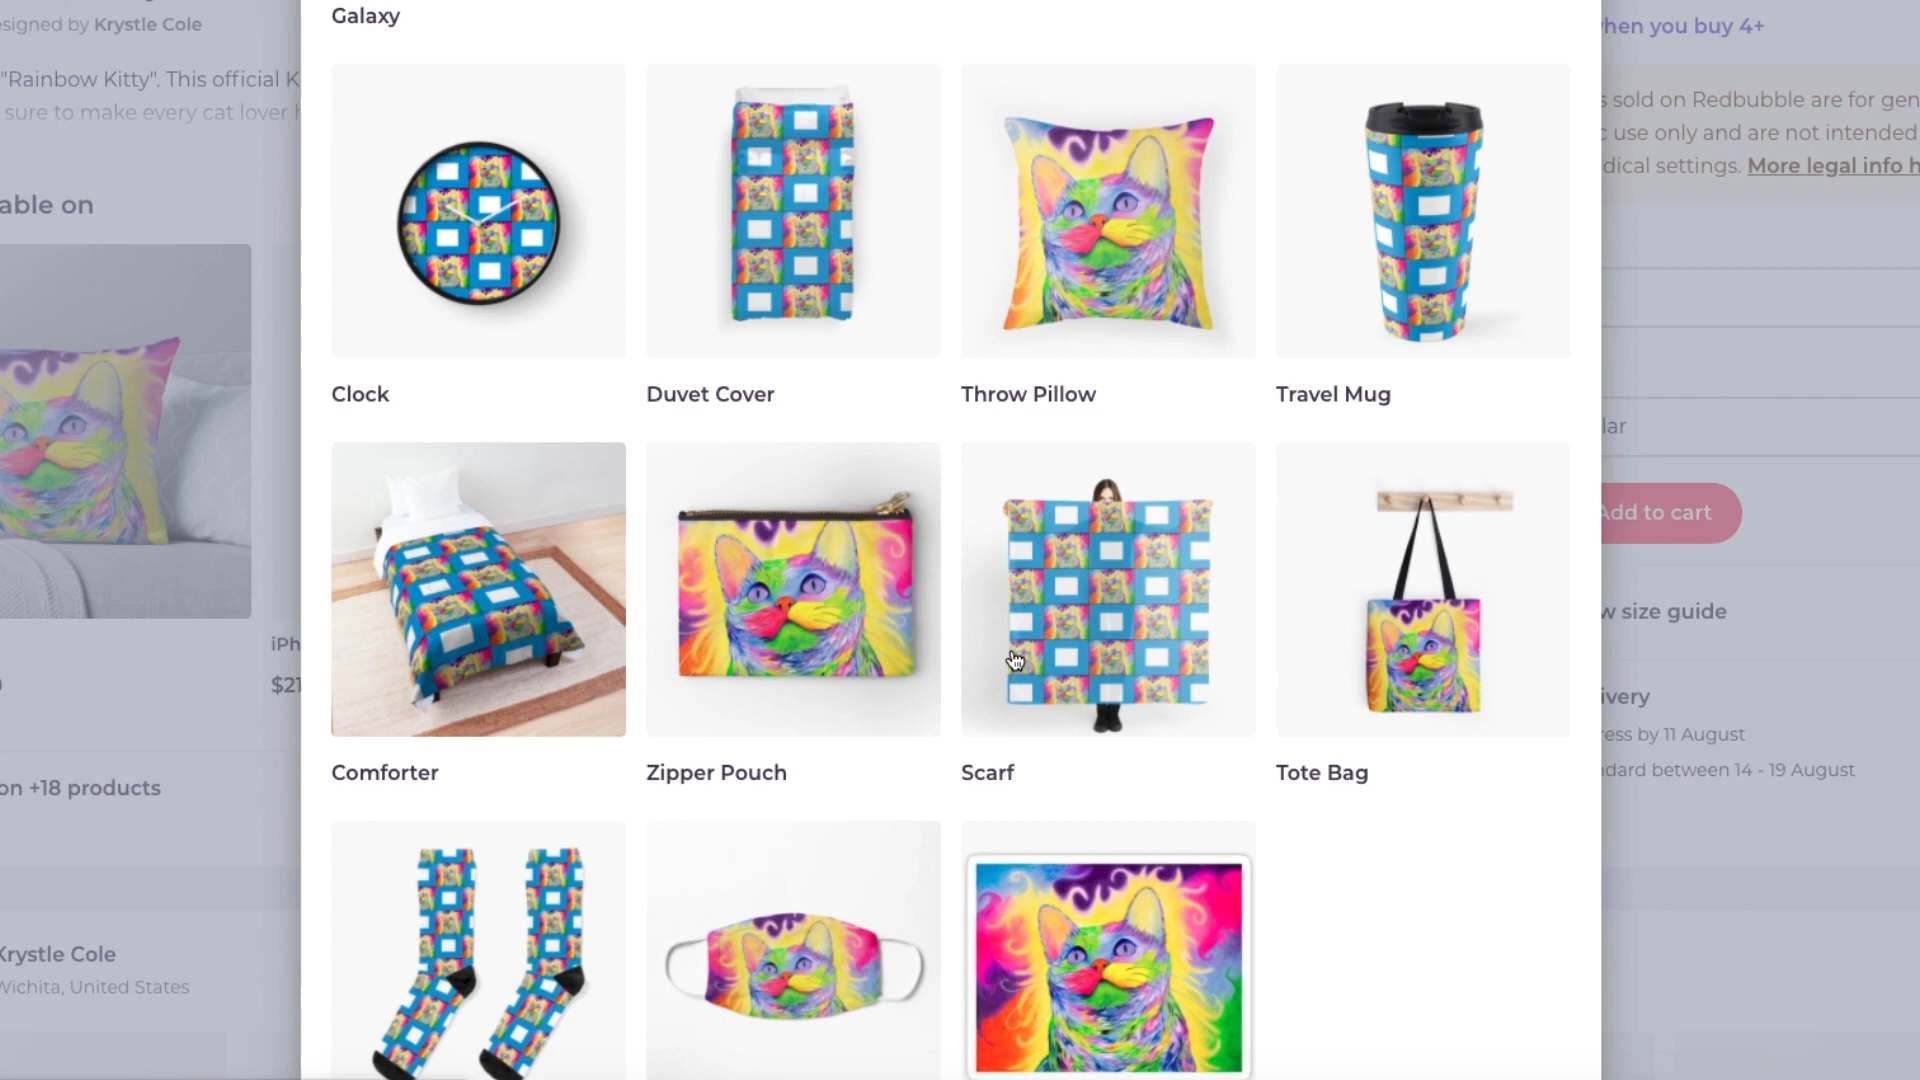 Galaxy
signed by Krystle Cole
when you buy 4+
"Rainbow Kitty". This official K
sure to make every cat lover
sold on Redbubble are for gen
use only and are not intended
dical settings. More legal info h
able on
Clock
Duvet Cover
Throw Pillow
Travel Mug
lar
Add to cart
w size guide
iPh
$21
ivery
ress by 11 August
ndard between 14 - 19 August
Comforter
Zipper Pouch
Scarf
Tote Bag
on +18 products
Krystle Cole
Wichita, United States